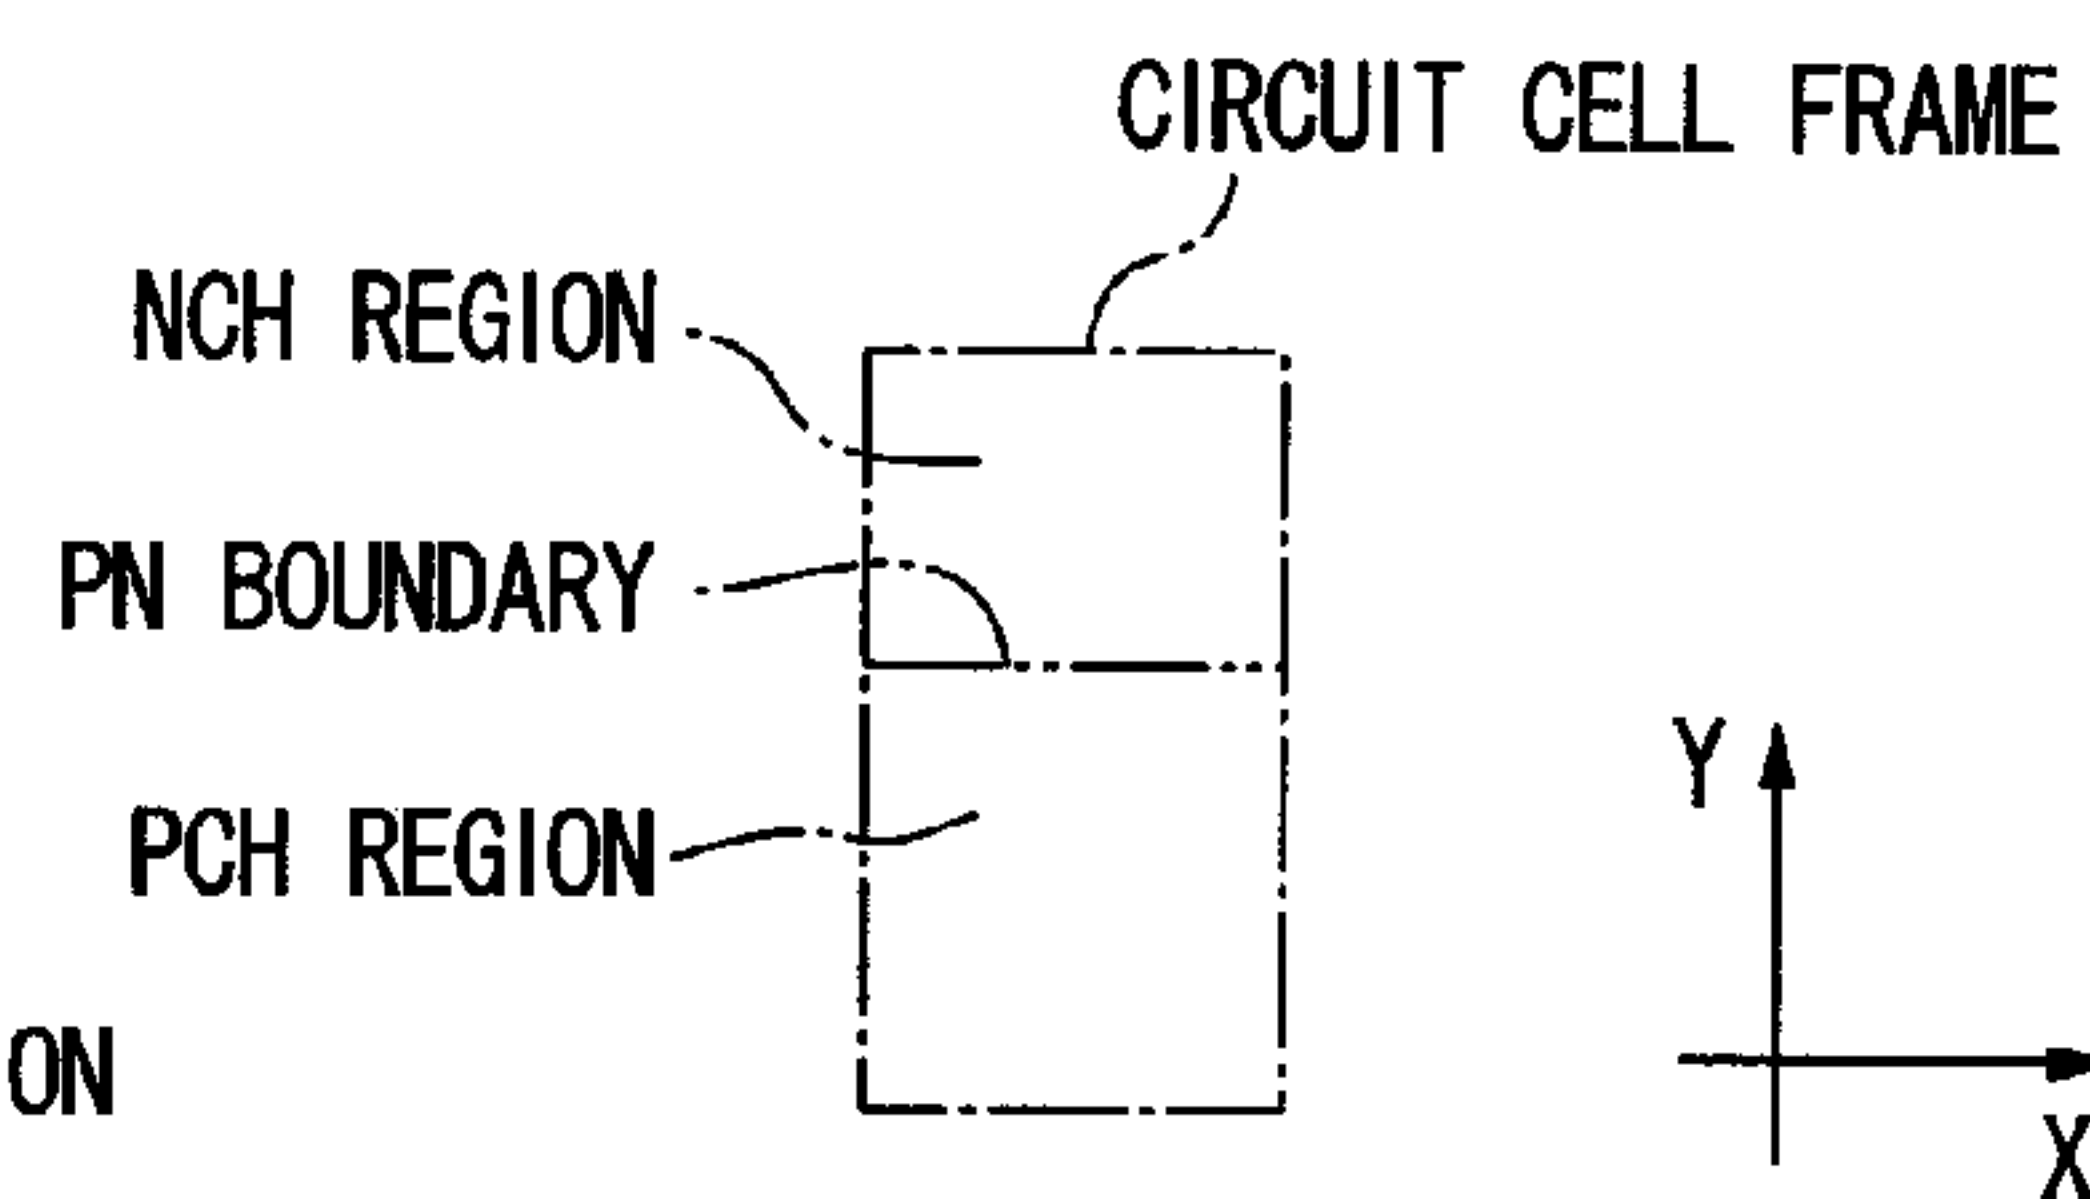 CIRCUIT CELL FRAME
NCH REGION
PN BOUNDARY
Y
PCH REGION
ON
X